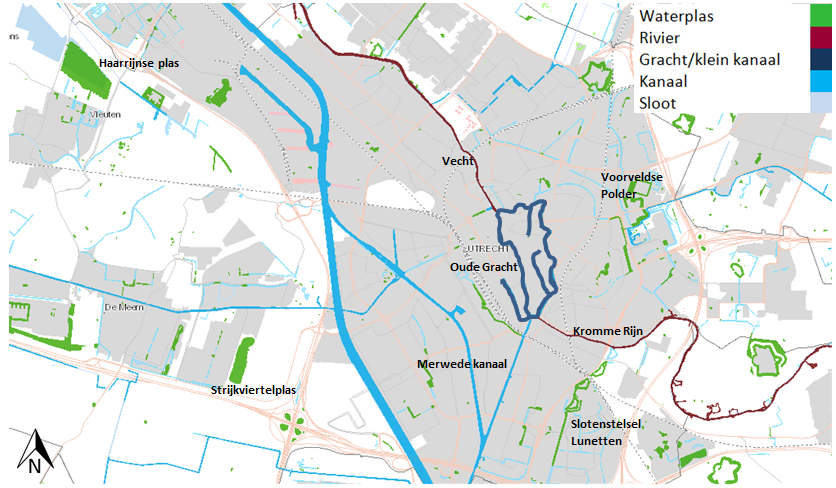 Waterplas
Rivier
Gracht/klein kanaal
Kanaal
Sloot
ens
Haarrijnse plas
Vleuten
Vecht
Voorveldse
Polder
UTRECHT
Oude Gracht
De Meern
Kromme Rijn
Merwede kanaal
Strijkviertelplas
Slotenstelsel,
Lunetten
N